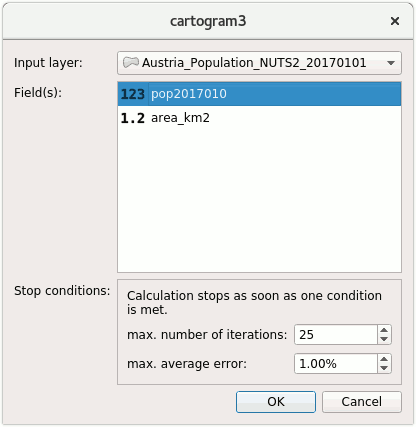 cartogram3
Input layer: Austria_Population_NUTS2_20170101
Field(s): 123 pop2017010
1.2 area_km2
Stop conditions: Calculation stops as soon as one condition
is met.
max. number of iterations: 25
max. average error: 1.00%
OK Cancel